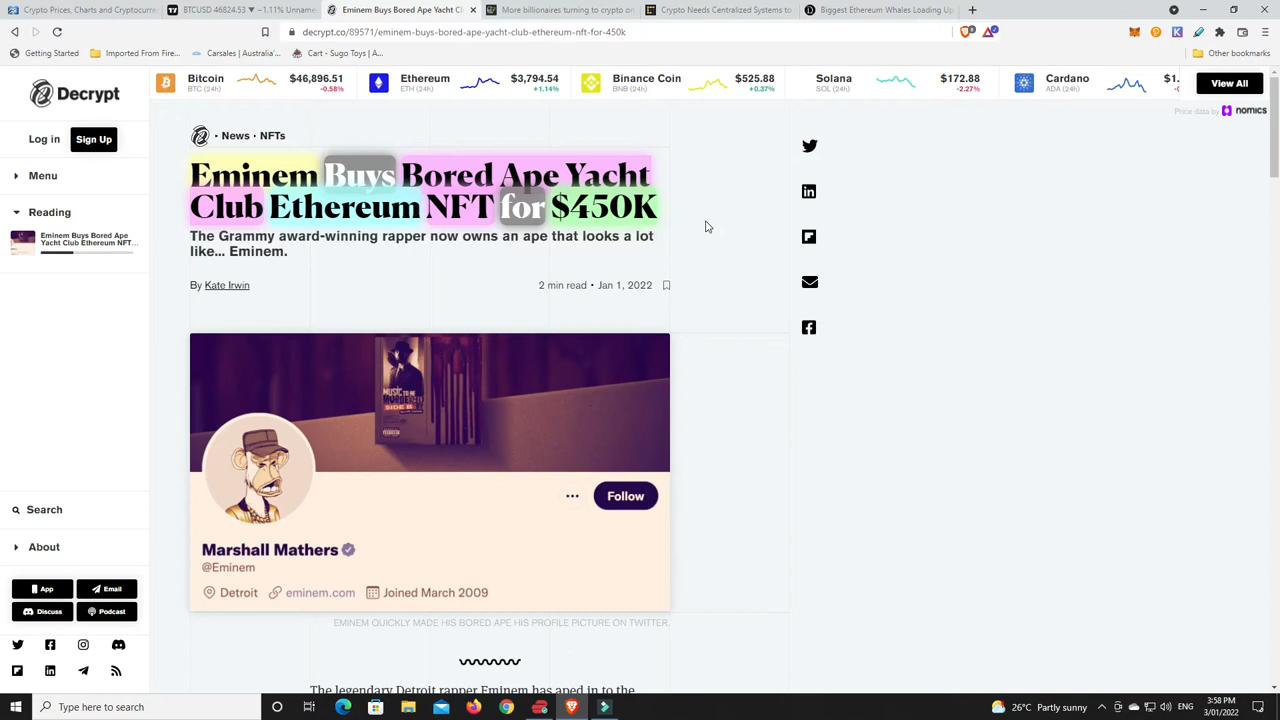 Crypto Prices, Charts and Cryptocurr
BTCUSD 46824.53 ▼ −1.11% Unname
Eminem Buys Bored Ape Yacht Cl
More billionaires turning to crypto on
Crypto Needs Centralized Systems to
Biggest Ethereum Whales Loading Up
decrypt.co/89571/eminem-buys-bored-ape-yacht-club-ethereum-nft-for-450k
Getting Started
Imported From Fire...
Carsales | Australia'...
Cart - Sugo Toys | A...
Other bookmarks
Decrypt
Bitcoin
BTC (24h)
$46,896.51
-0.58%
Ethereum
ETH (24h)
$3,794.54
+1.14%
Binance Coin
BNB (24h)
$525.88
+0.37%
Solana
SOL (24h)
$172.88
-2.27%
Cardano
ADA (24h)
$1.
View All
Price data by nomics
Log in
Sign Up
Menu
Reading
Eminem Buys Bored Ape
Yacht Club Ethereum NFT...
News • NFTs
Eminem Buys Bored Ape Yacht
Club Ethereum NFT for $450K
The Grammy award-winning rapper now owns an ape that looks a lot
like... Eminem.
By Kate Irwin
2 min read • Jan 1, 2022
MUSIC TO BE
MURDERED BY
SIDE B
Follow
Marshall Mathers
@Eminem
Detroit
eminem.com
Joined March 2009
EMINEM QUICKLY MADE HIS BORED APE HIS PROFILE PICTURE ON TWITTER.
The legendary Detroit rapper Eminem has aped in to the
Search
About
App
Email
Discuss
Podcast
Type here to search
26°C Partly sunny
ENG
3:58 PM
3/01/2022